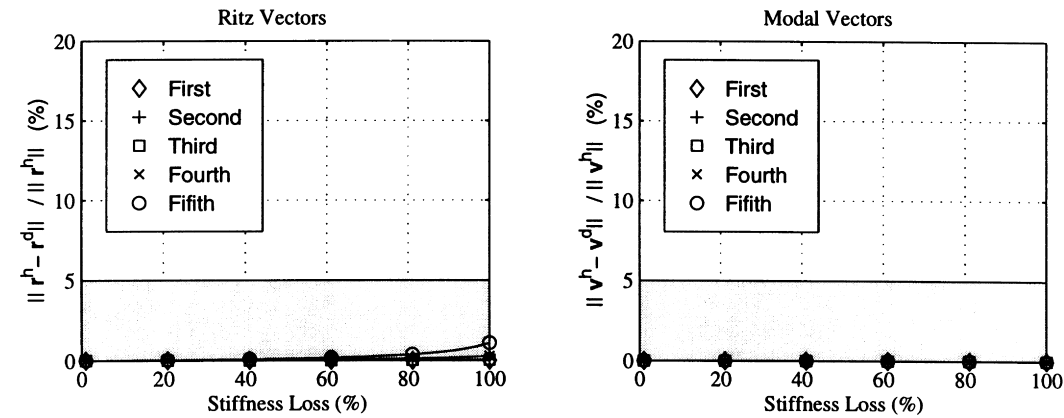 Ritz Vectors
|| r^h − r^d || / || r^h || (%)
20
15
10
5
0
First
Second
Third
Fourth
Fifith
0 20 40 60 80 100
Stiffness Loss (%)
Modal Vectors
|| v^h − v^d || / || v^h || (%)
20
15
10
5
0
First
Second
Third
Fourth
Fifith
0 20 40 60 80 100
Stiffness Loss (%)